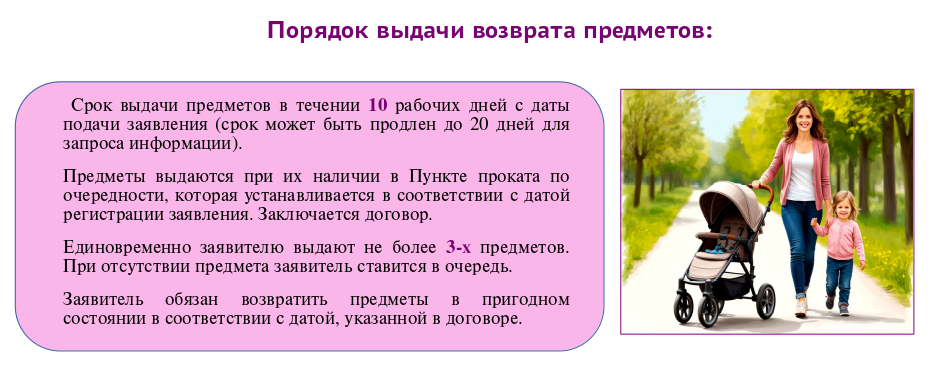 Порядок выдачи возврата предметов:
Срок выдачи предметов в течении 10 рабочих дней с даты
подачи заявления (срок может быть продлен до 20 дней для
запроса информации).
Предметы выдаются при их наличии в Пункте проката по
очередности, которая устанавливается в соответствии с датой
регистрации заявления. Заключается договор.
Единовременно заявителю выдают не более 3-х предметов.
При отсутствии предмета заявитель ставится в очередь.
Заявитель обязан возвратить предметы в пригодном
состоянии в соответствии с датой, указанной в договоре.